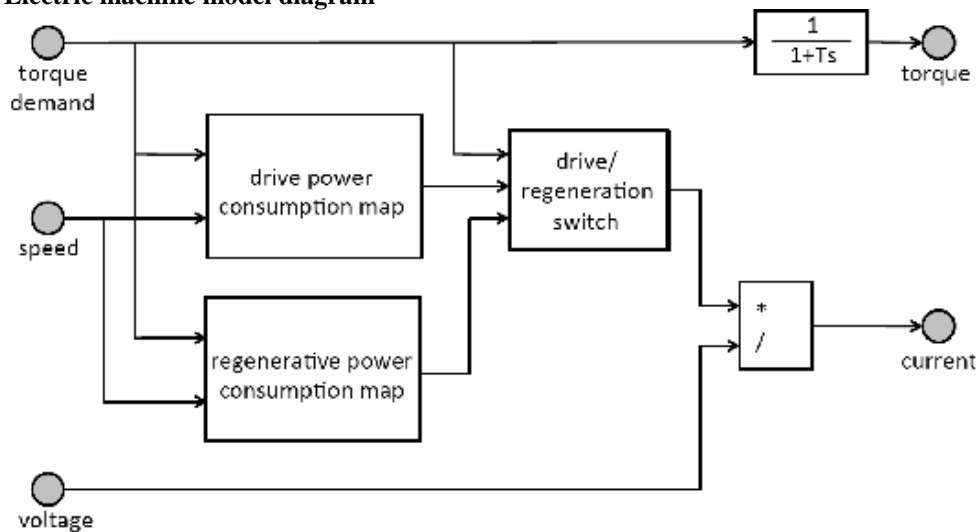 Electric machine model diagram
torque
demand
1
1+Ts
torque
drive power
consumption map
drive/
regeneration
switch
speed
regenerative power
consumption map
*
/
current
voltage